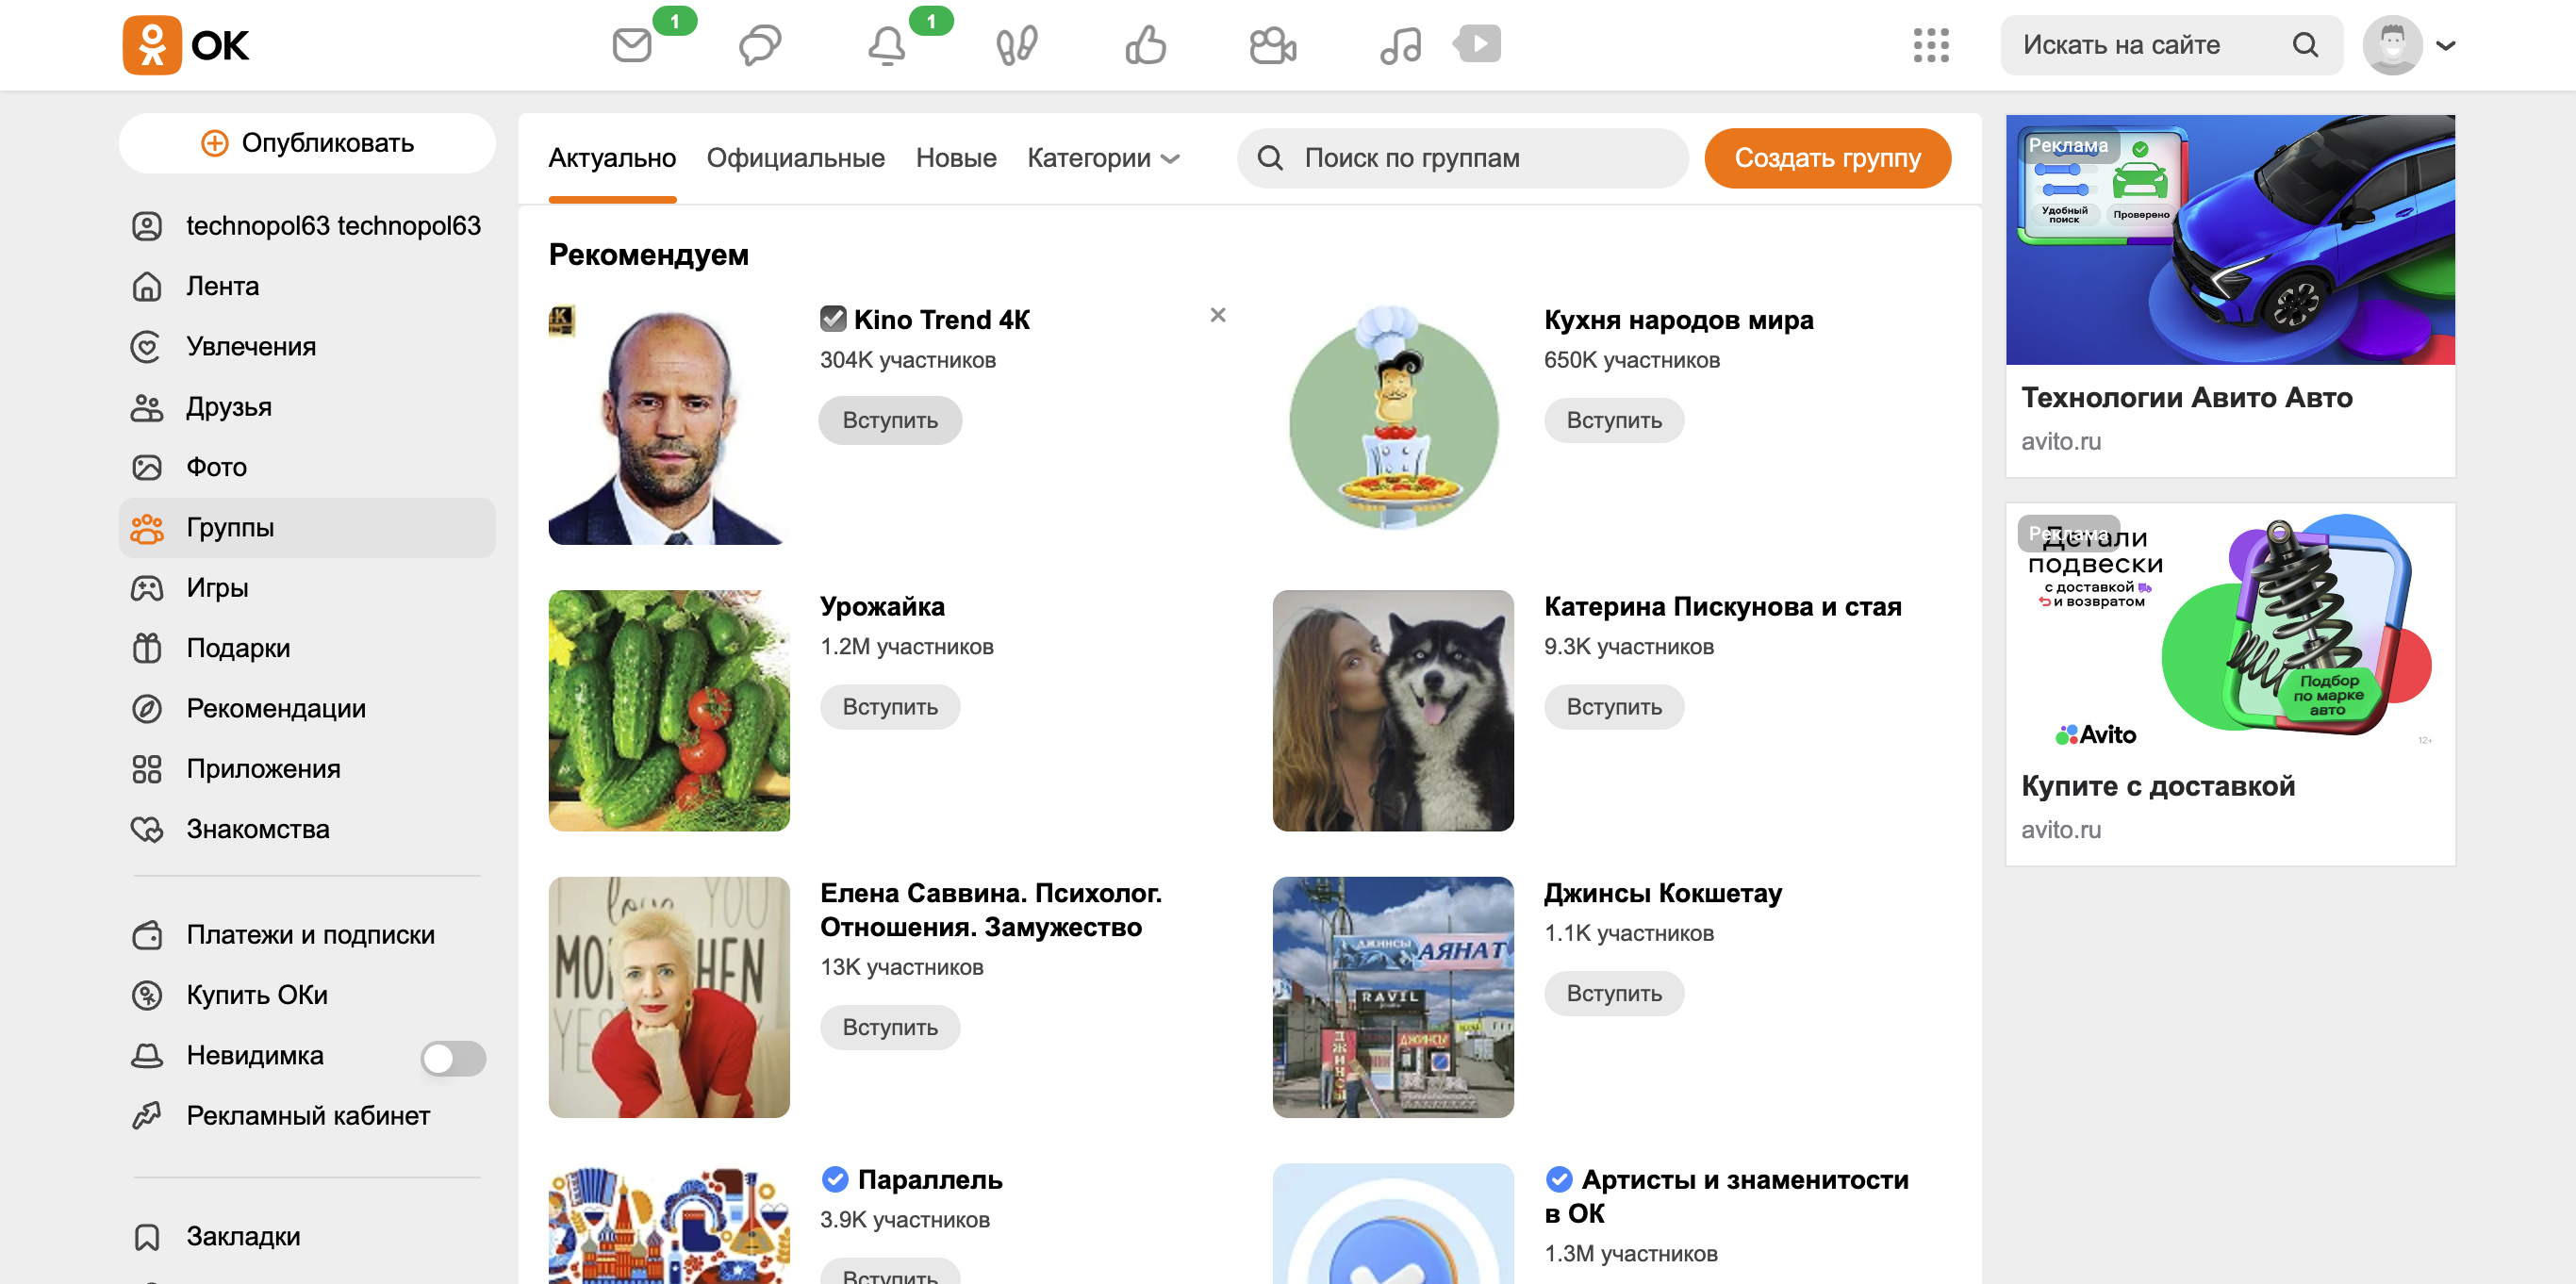 OK
1
1
Искать на сайте
Опубликовать
technopol63 technopol63
Лента
Увлечения
Друзья
Фото
Группы
Игры
Подарки
Рекомендации
Приложения
Знакомства
Платежи и подписки
Купить ОКи
Невидимка
Рекламный кабинет
Закладки
Актуально
Официальные
Новые
Категории
Поиск по группам
Создать группу
Рекомендуем
Kino Trend 4К
304K участников
Вступить
Кухня народов мира
650K участников
Вступить
Урожайка
1.2M участников
Вступить
Катерина Пискунова и стая
9.3K участников
Вступить
Елена Саввина. Психолог.
Отношения. Замужество
13K участников
Вступить
Джинсы Кокшетау
1.1K участников
Вступить
ДЖИНСЫ
АЯНАТ
RAVIL
ДЖИНСЫ
Параллель
3.9K участников
Вступить
Артисты и знаменитости
в ОК
1.3M участников
Реклама
Удобный
поиск
Проверено
Технологии Авито Авто
avito.ru
Реклама
Детали
подвески
с доставкой
и возвратом
Подбор
по марке
авто
Avito
12+
Купите с доставкой
avito.ru